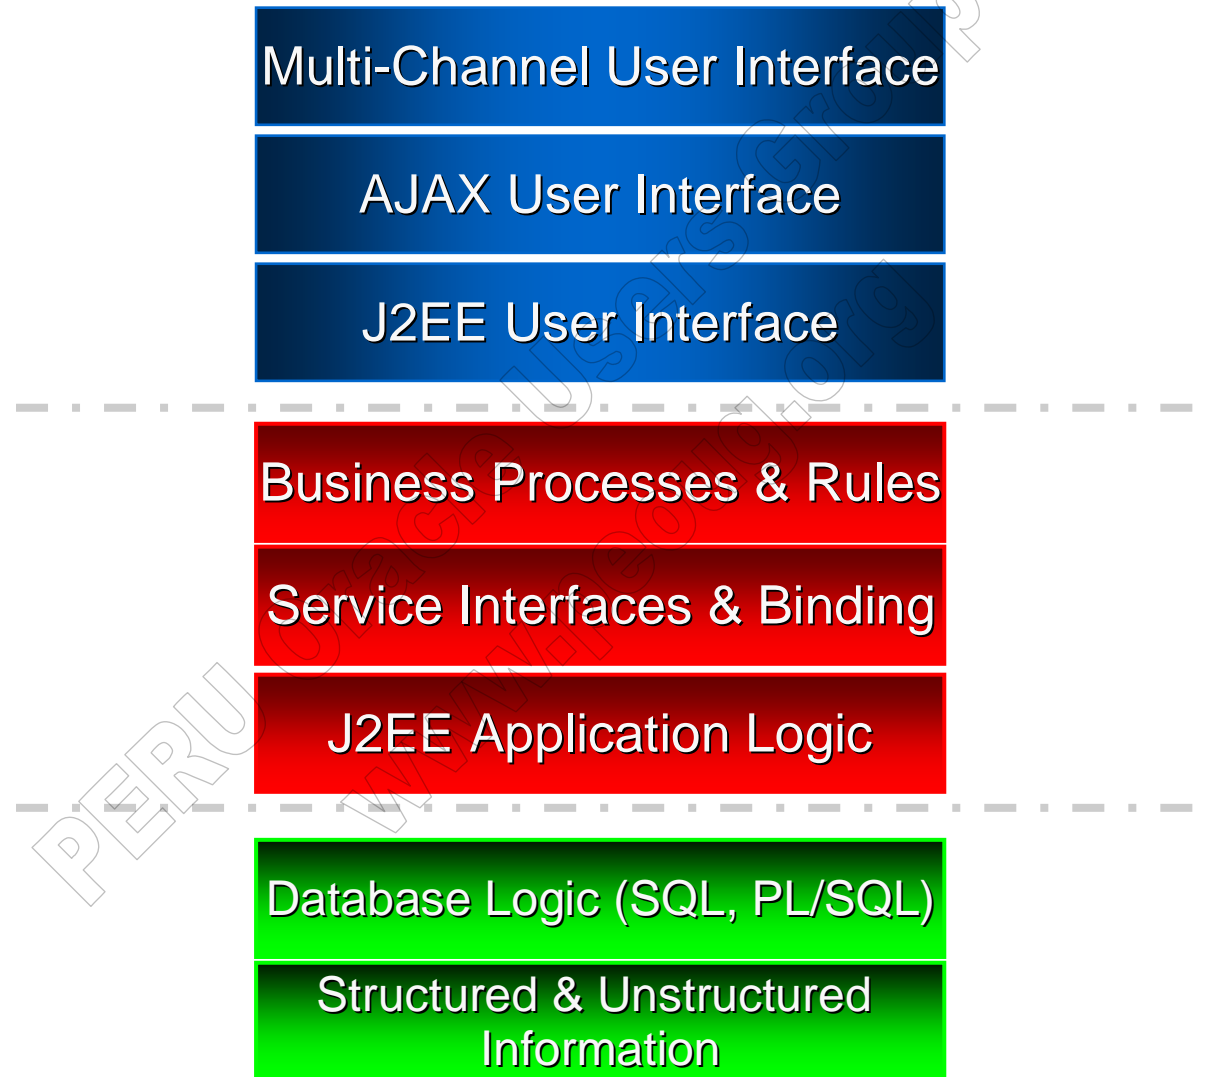 Multi-Channel User Interface
AJAX User Interface
J2EE User Interface
Business Processes & Rules
Service Interfaces & Binding
J2EE Application Logic
Database Logic (SQL, PL/SQL)
Structured & Unstructured
Information
PERU Oracle Users Group
www.peoug.org